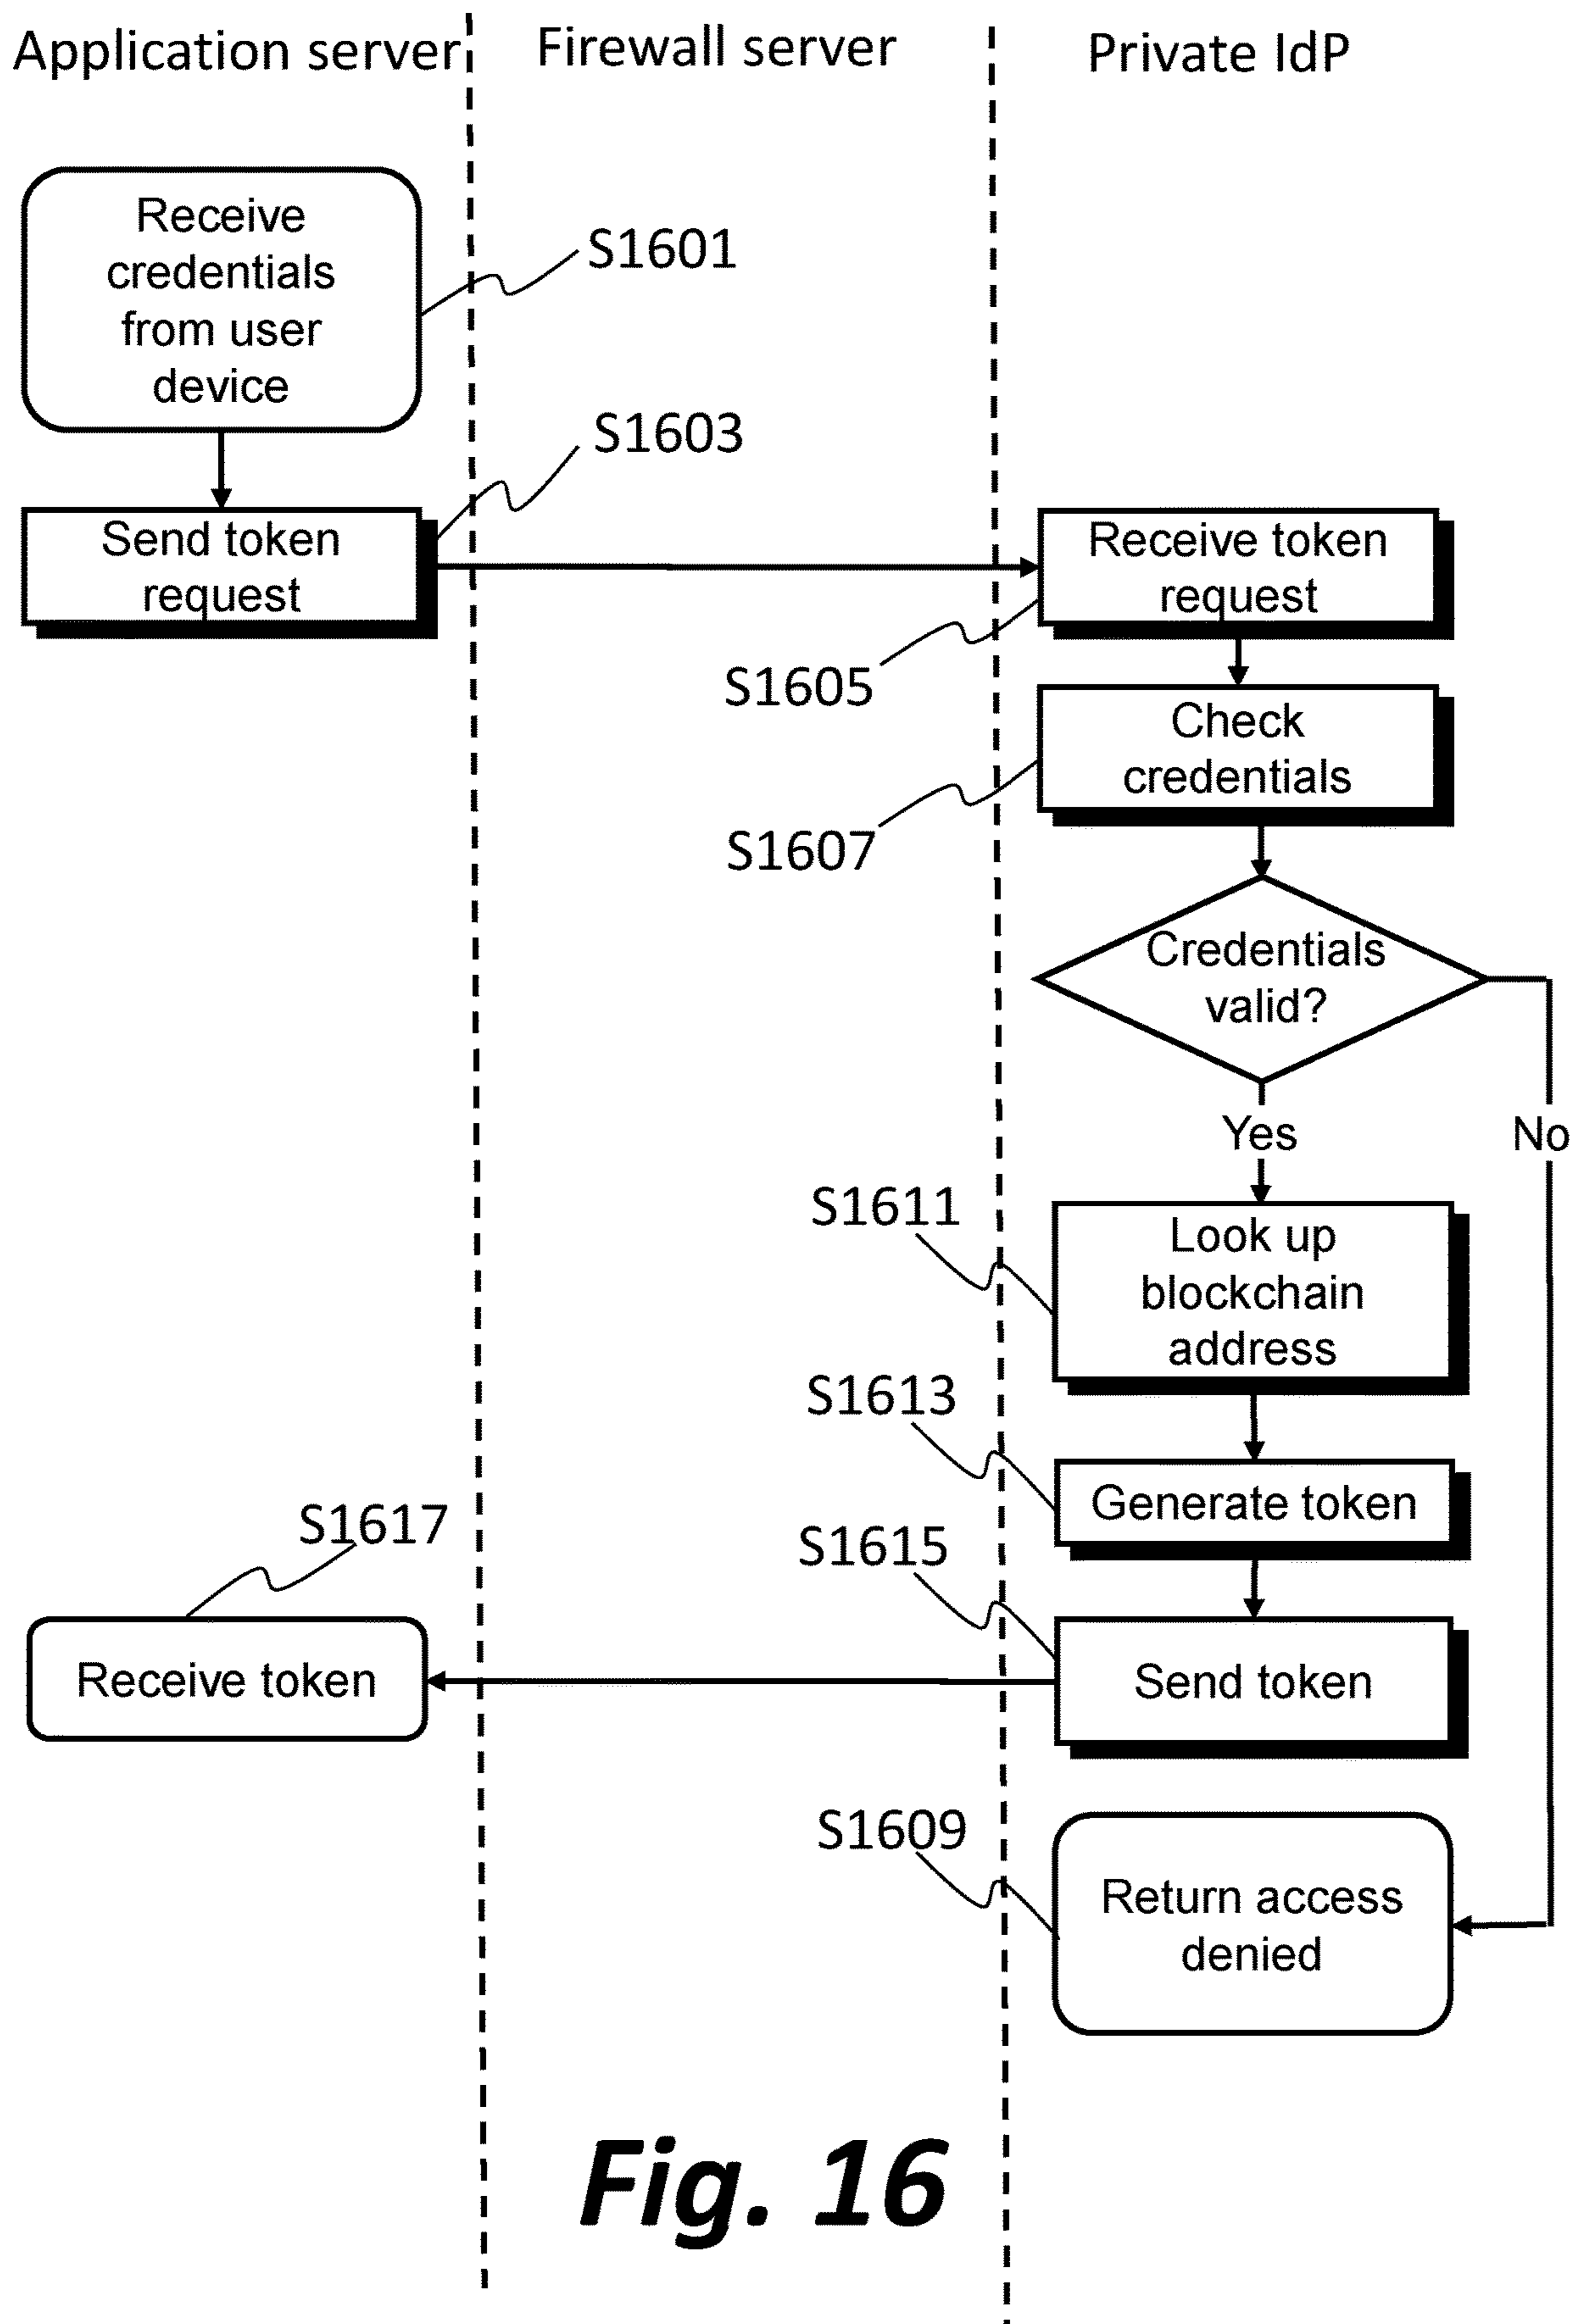 Application server
Firewall server
Private IdP
Receive
credentials
from user
device
S1601
S1603
Send token
request
Receive token
request
S1605
Check
credentials
S1607
Credentials
valid?
Yes
No
S1611
Look up
blockchain
address
S1613
Generate token
S1617
S1615
Receive token
Send token
S1609
Return access
denied
Fig. 16